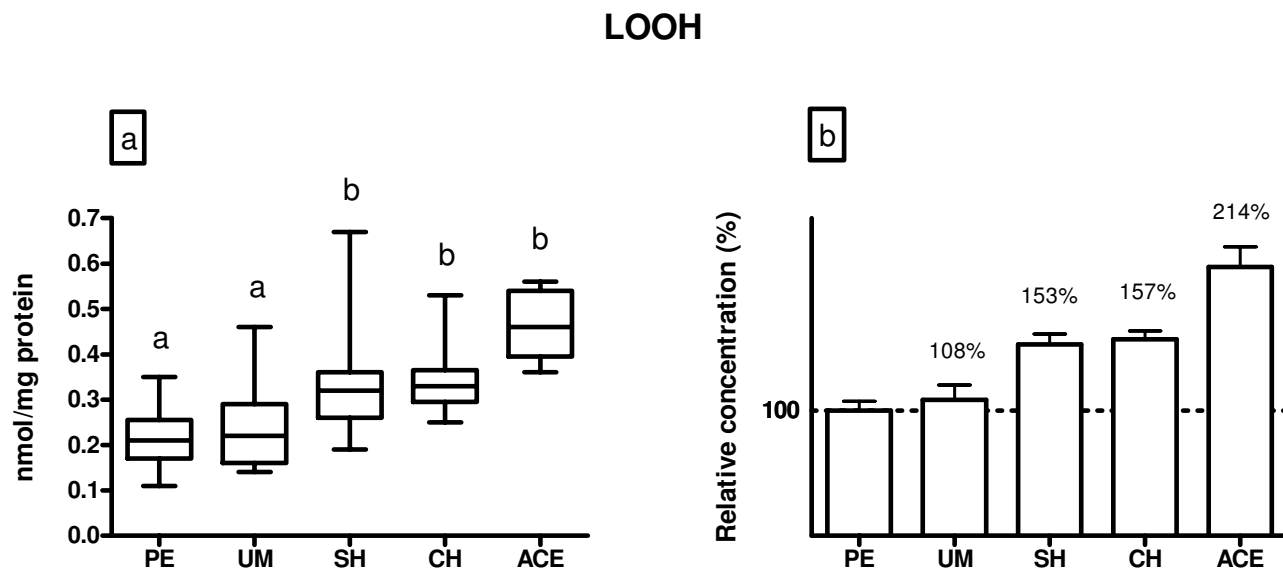 LOOH
a
nmol/mg protein
0.7
0.6
0.5
0.4
0.3
0.2
0.1
0.0
a
a
b
b
b
PE UM SH CH ACE
b
Relative concentration (%)
100
108%
153%
157%
214%
PE UM SH CH ACE